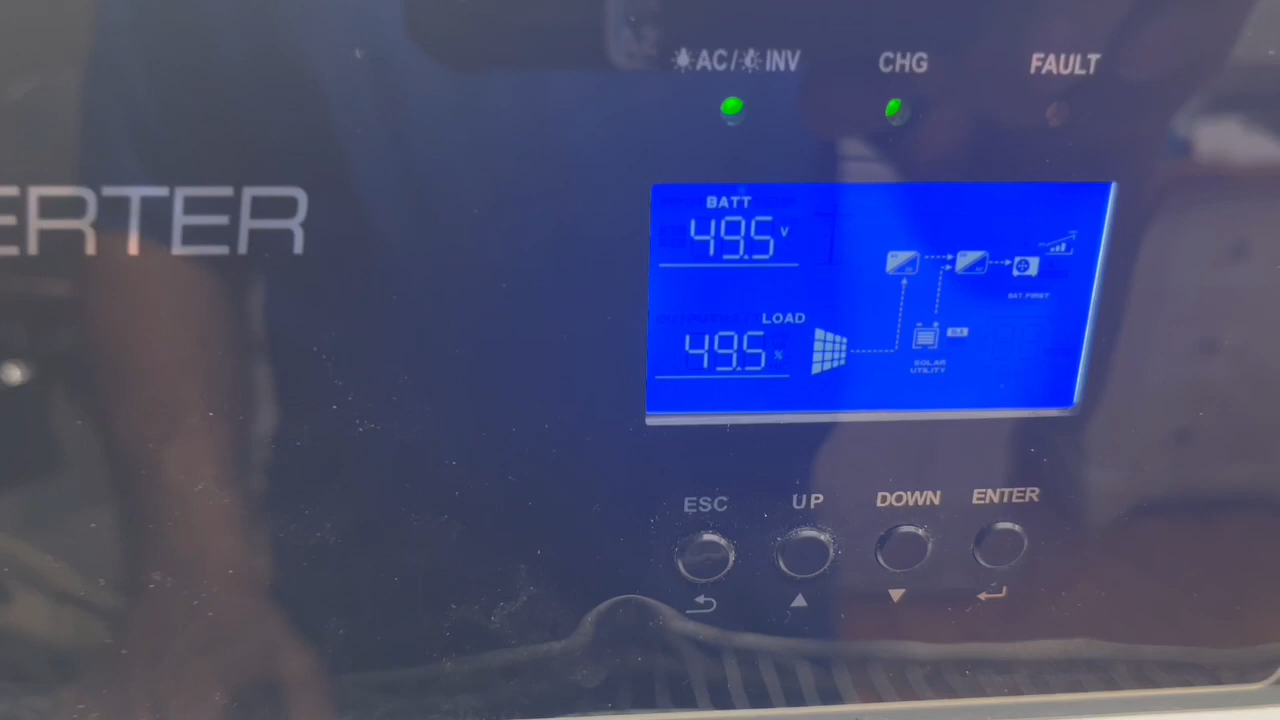 AC/ INV
CHG
FAULT
ERTER
BATT
49.5 V
BAT FIRST
LOAD
49.5 %
SLA
SOLAR
UTILITY
ESC
UP
DOWN
ENTER